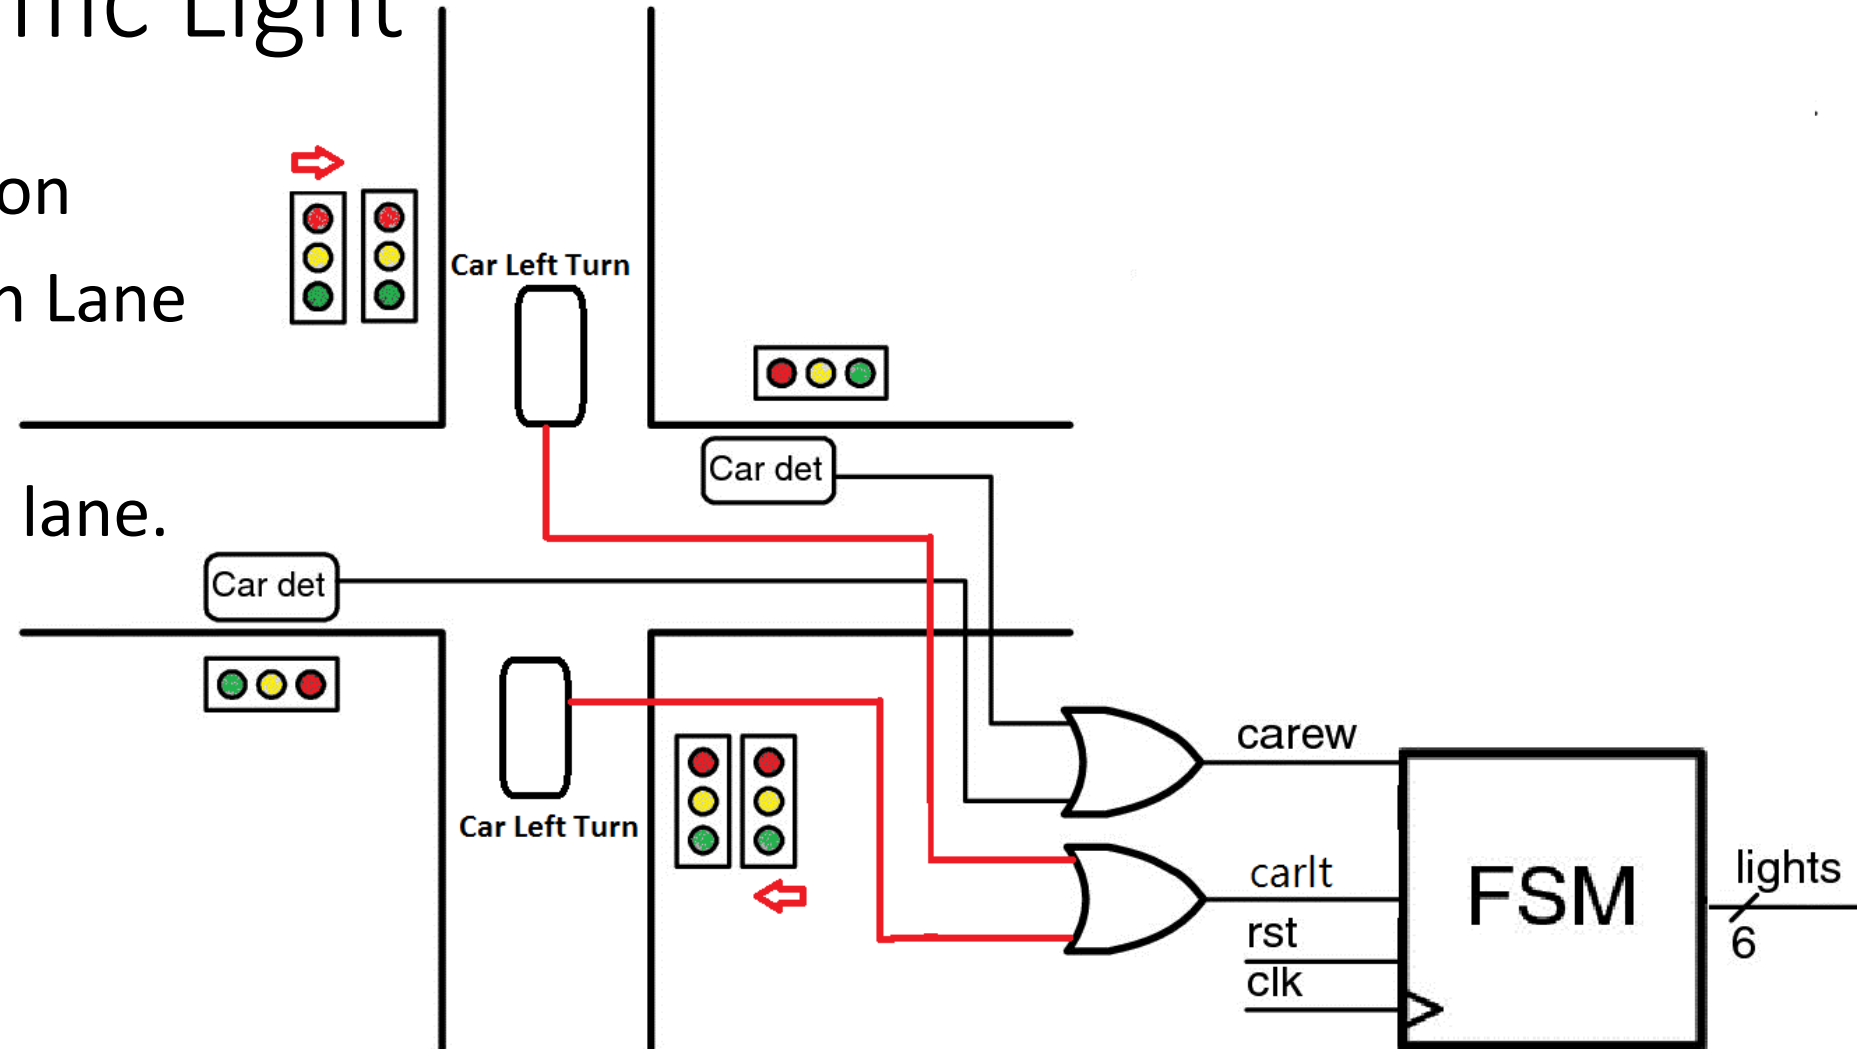 Light
on
Lane
lane.
Car Left Turn
Car det
Car det
Car Left Turn
carew
carlt
rst
clk
FSM
lights
6